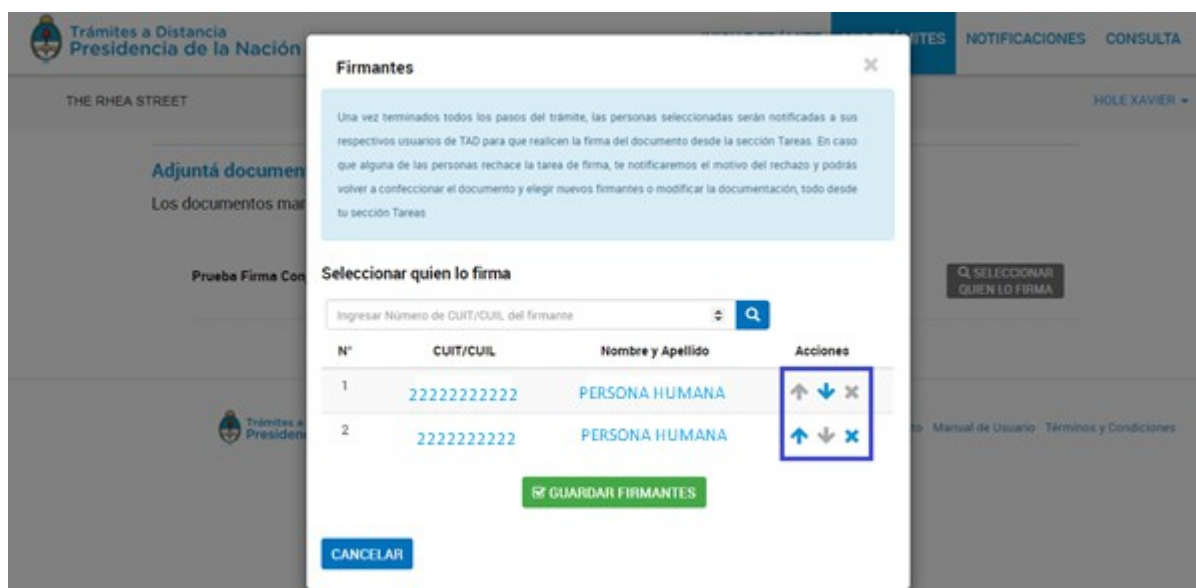 Trámites a Distancia
Presidencia de la Nación
ITES NOTIFICACIONES CONSULTA
THE RHEA STREET
HOLE XAVIER
Firmantes
Una vez terminados todos los pasos del trámite, las personas seleccionadas serán notificadas a sus
respectivos usuarios de TAD para que realicen la firma del documento desde la sección Tareas. En caso
que alguna de las personas rechace la tarea de firma, te notificaremos el motivo del rechazo y podrás
volver a confeccionar el documento y elegir nuevos firmantes o modificar la documentación, todo desde
tu sección Tareas
Adjuntá documen
Los documentos mar
Prueba Firma Con
Seleccionar quien lo firma
SELECCIONAR
QUIEN LO FIRMA
Ingresar Número de CUIT/CUIL del firmante
N° CUIT/CUIL Nombre y Apellido Acciones
1 22222222222 PERSONA HUMANA
2 2222222222 PERSONA HUMANA
Trámites a
Presiden
Manual de Usuario Términos y Condiciones
GUARDAR FIRMANTES
CANCELAR